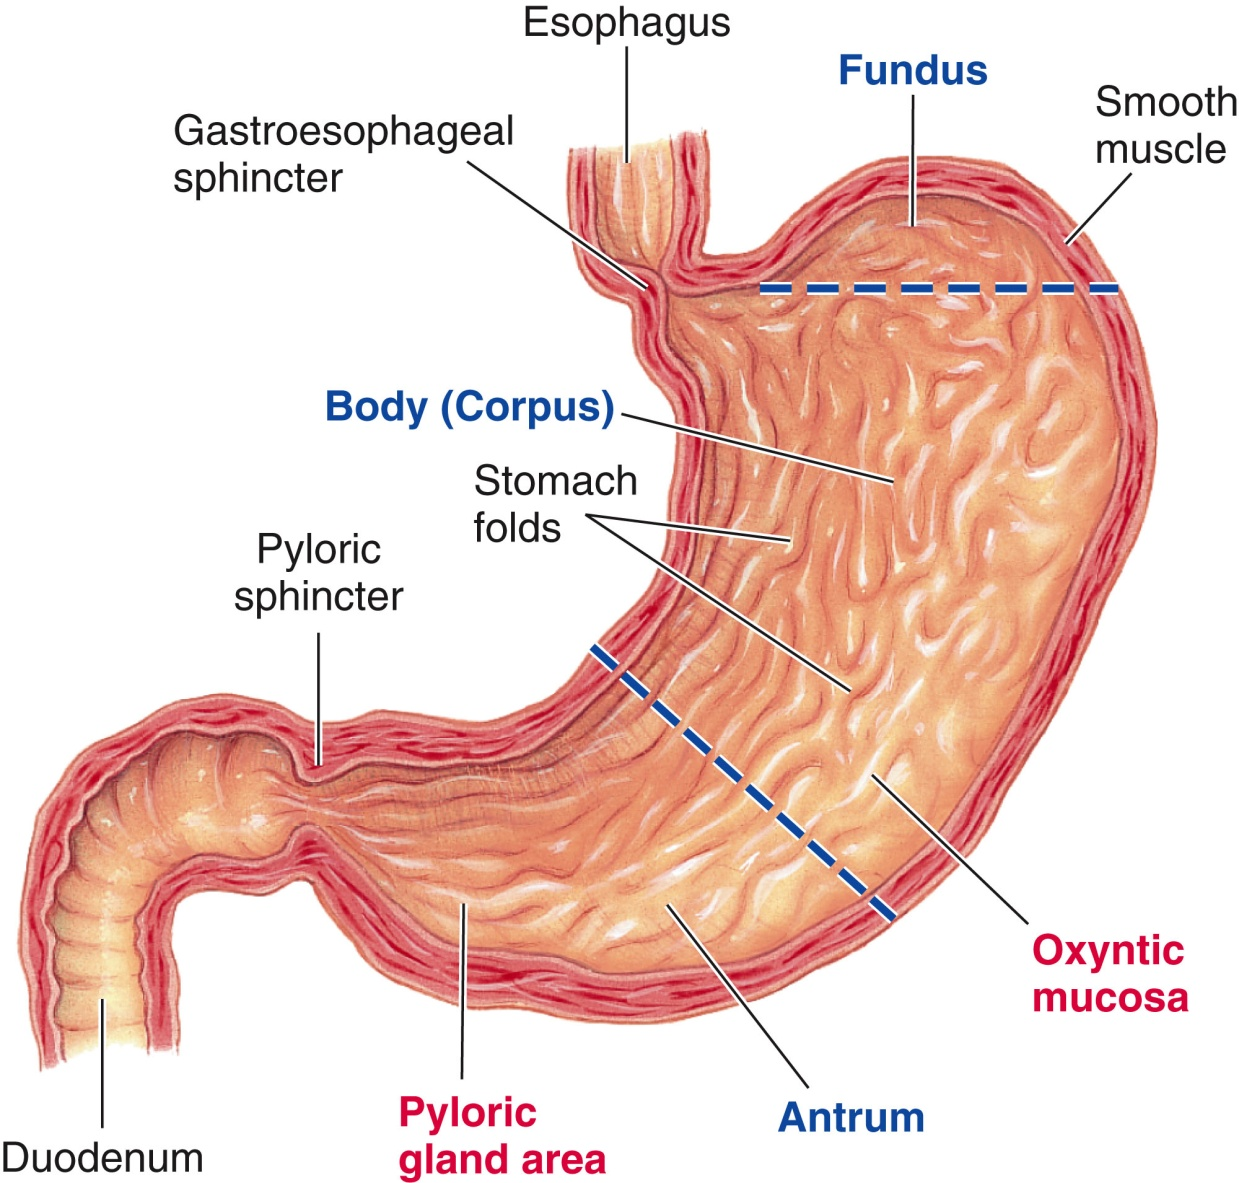 Esophagus
Fundus
Smooth
muscle
Gastroesophageal
sphincter
Body (Corpus)
Stomach
folds
Pyloric
sphincter
Oxyntic
mucosa
Pyloric
gland area
Antrum
Duodenum